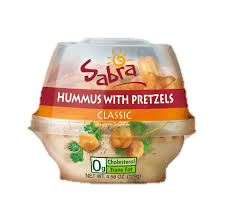 Sabra
HUMMUS WITH PRETZELS
CLASSIC
0g Cholesterol
Trans Fat
NET WT. 4.56 OZ. (129g)